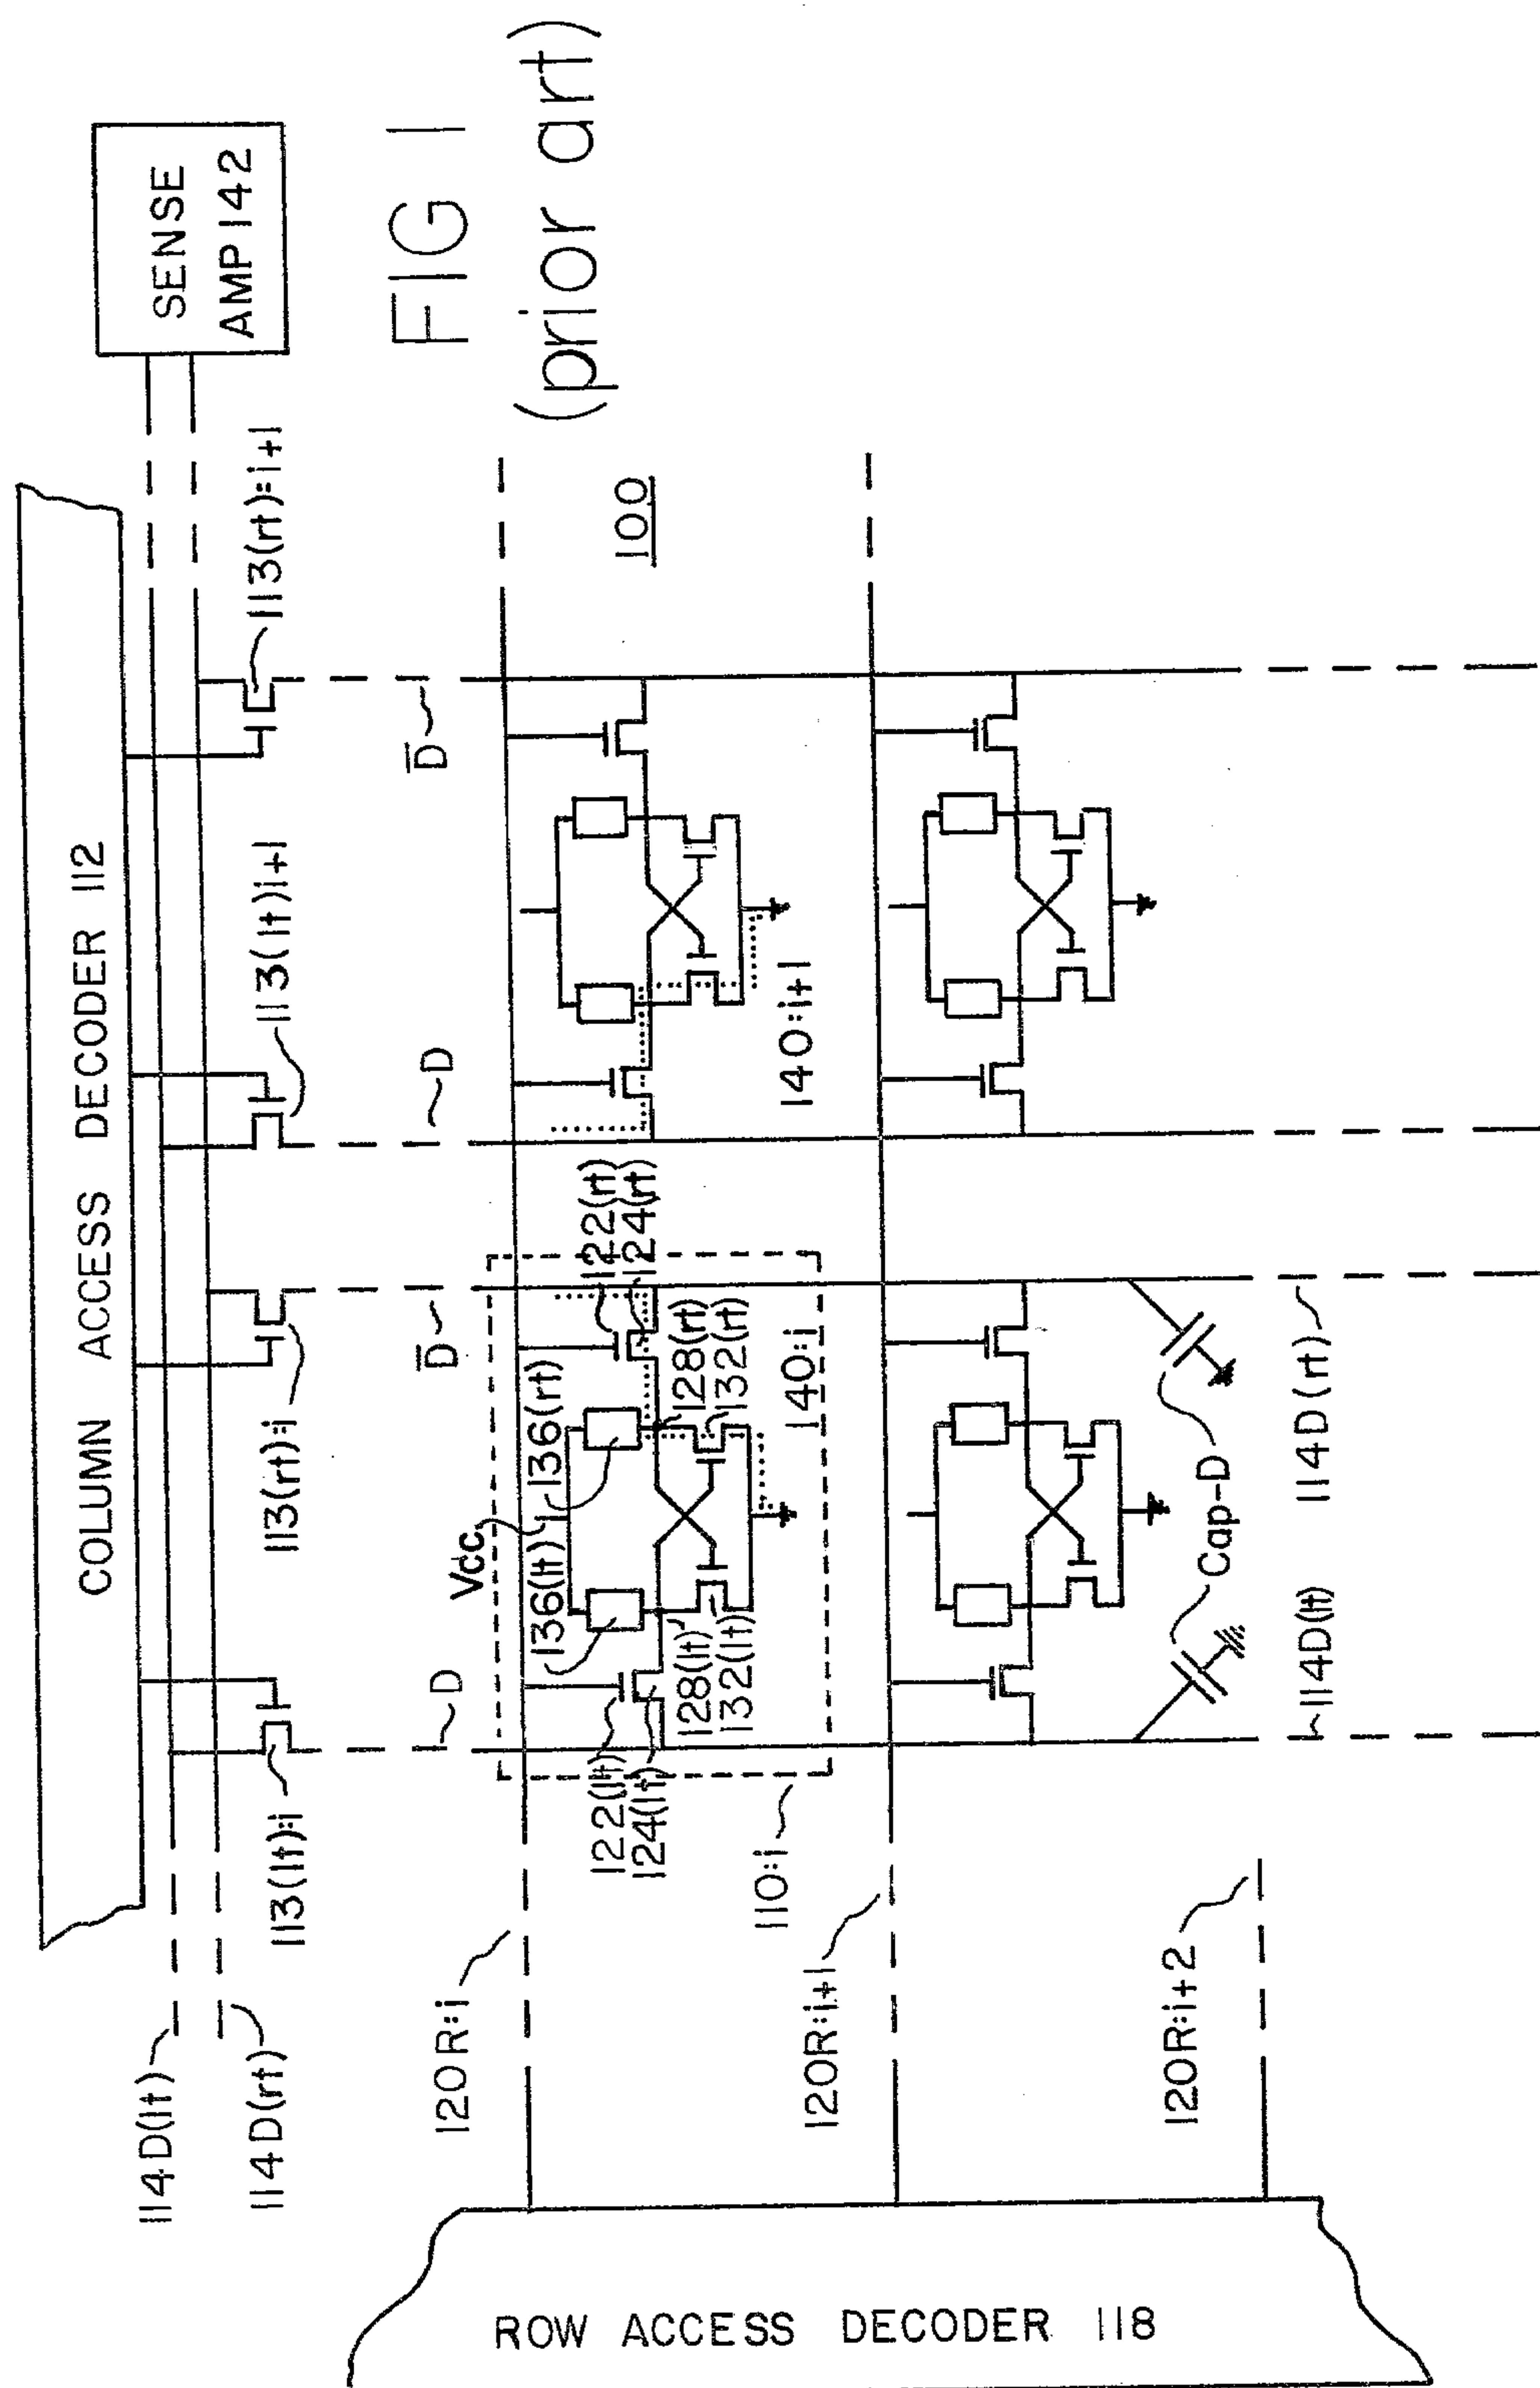 COLUMN ACCESS DECODER 112
SENSE
AMP 142
114D(lt)
114D(rt)
113(lt):i
113(rt):i
113(lt)i+1
113(rt):i+1
FIG 1
(prior art)
D
D̅
D
D̅
120R:i
Vcc
136(lt)
136(rt)
122(rt)
124(rt)
122(lt)
124(lt)
128(lt)
132(lt)
128(rt)
132(rt)
140:i
140:i+1
100
110:i
120R:i+1
120R:i+2
Cap-D
114D(lt)
114D(rt)
ROW ACCESS DECODER 118